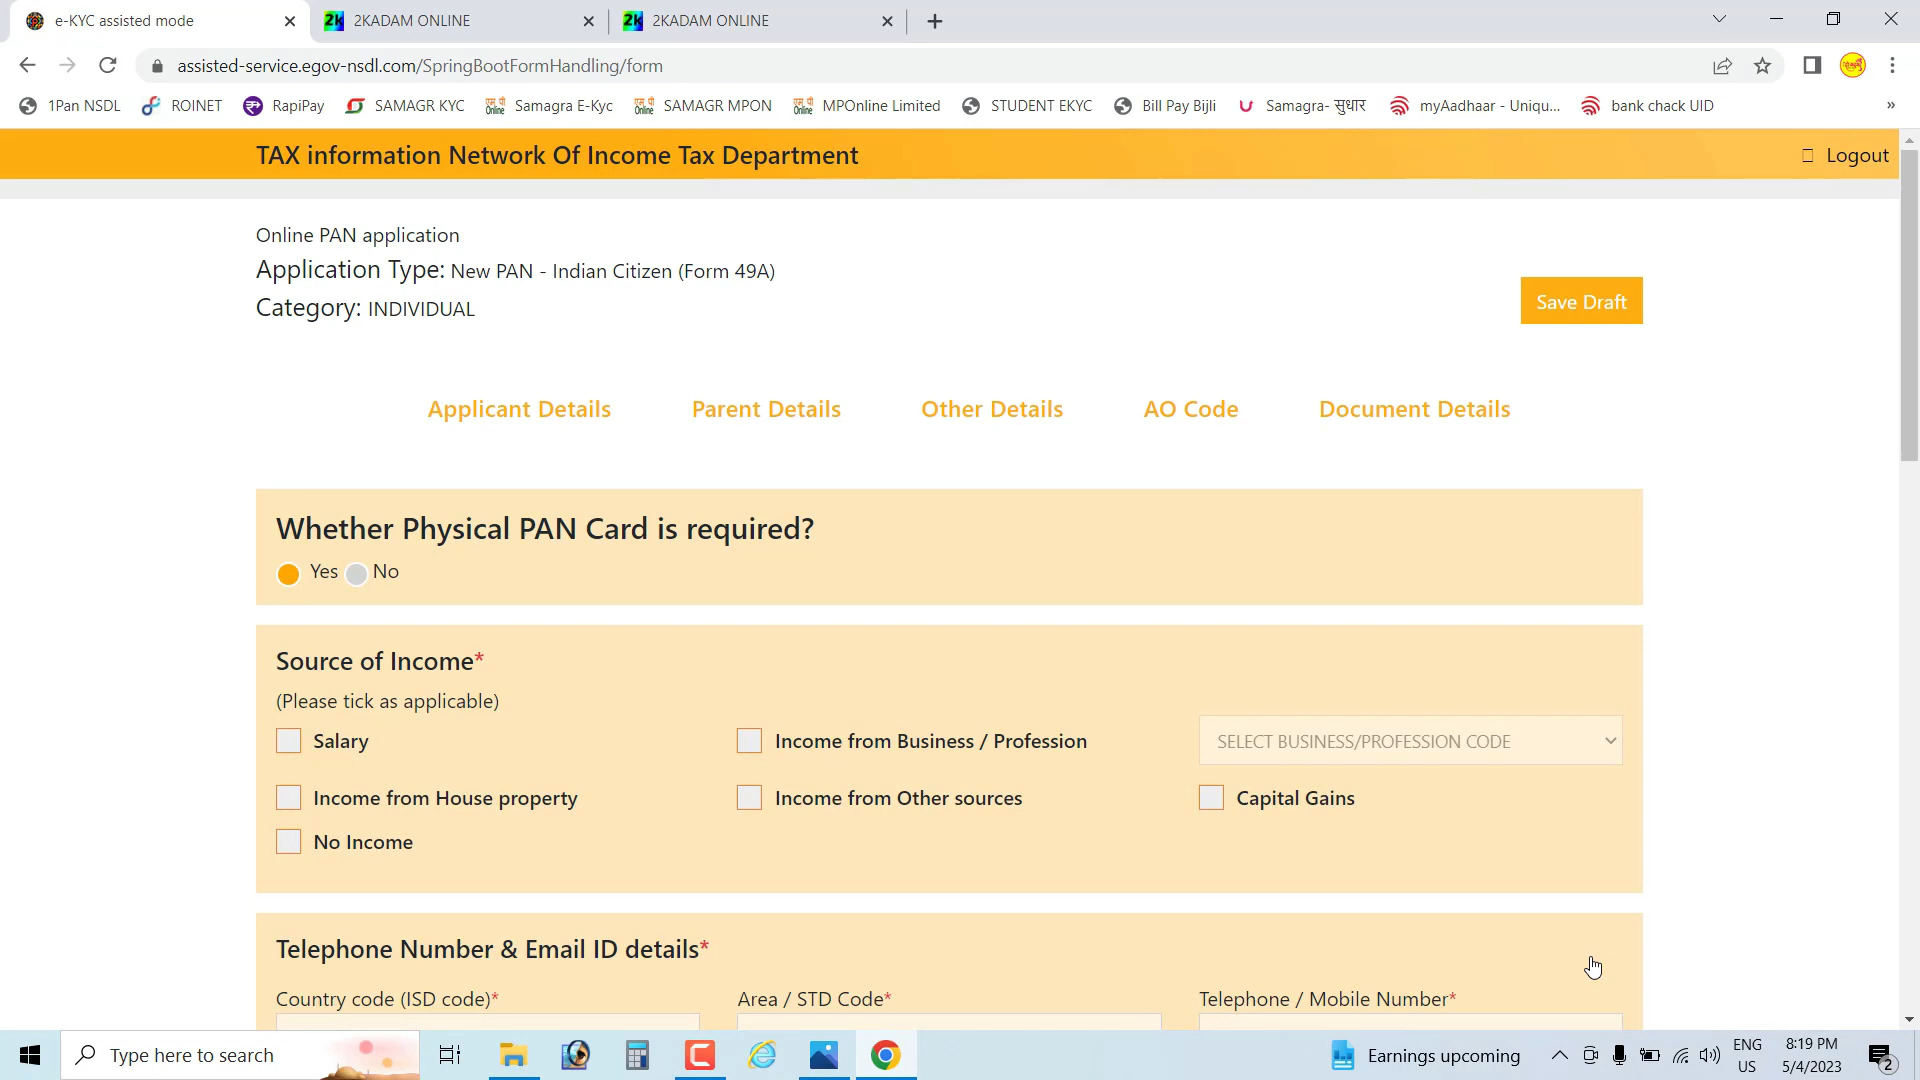 e-KYC assisted mode
2k 2KADAM ONLINE
2k 2KADAM ONLINE
assisted-service.egov-nsdl.com/SpringBootFormHandling/form
1Pan NSDL ROINET RapiPay SAMAGR KYC Samagra E-Kyc SAMAGR MPON MPOnline Limited STUDENT EKYC Bill Pay Bijli Samagra- सुधार myAadhaar - Uniqu... bank chack UID »
TAX information Network Of Income Tax Department
Logout
Online PAN application
Application Type: New PAN - Indian Citizen (Form 49A)
Category: INDIVIDUAL
Save Draft
Applicant Details Parent Details Other Details AO Code Document Details
Whether Physical PAN Card is required?
Yes No
Source of Income*
(Please tick as applicable)
Salary Income from Business / Profession SELECT BUSINESS/PROFESSION CODE
Income from House property Income from Other sources Capital Gains
No Income
Telephone Number & Email ID details*
Country code (ISD code)* Area / STD Code* Telephone / Mobile Number*
Type here to search
Earnings upcoming
ENG
US
8:19 PM
5/4/2023
2